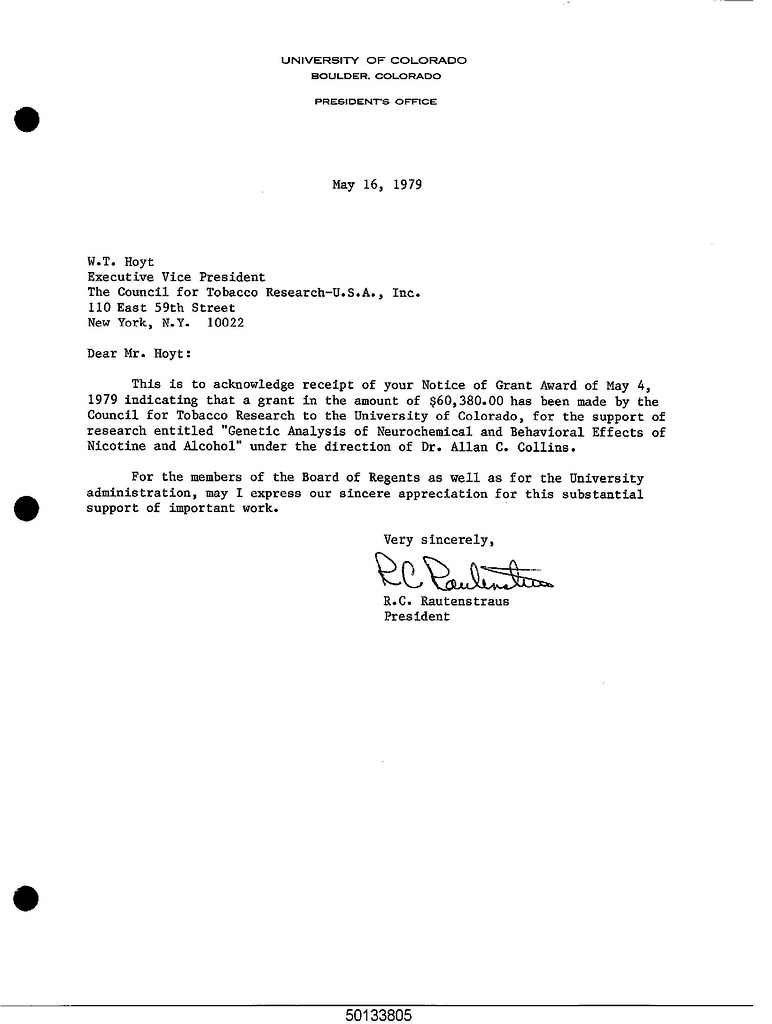 UNIVERSITY OF COLORADO
BOULDER, COLORADO
PRESIDENT'S OFFICE
May 16, 1979
W.T. Hoyt
Executive Vice President
The Council for Tobacco Research-U.S.A., Inc.
110 East 59th Street
New York, N.Y.  10022
Dear Mr. Hoyt:
This is to acknowledge receipt of your Notice of Grant Award of May 4,
1979 indicating that a grant in the amount of $60,380.00 has been made by the
Council for Tobacco Research to the University of Colorado, for the support of
research entitled "Genetic Analysis of Neurochemical and Behavioral Effects of
Nicotine and Alcohol" under the direction of Dr. Allan C. Collins.
For the members of the Board of Regents as well as for the University
administration, may I express our sincere appreciation for this substantial
support of important work.
Very sincerely,
RC Rautenstraus
R.C. Rautenstraus
President
50133805